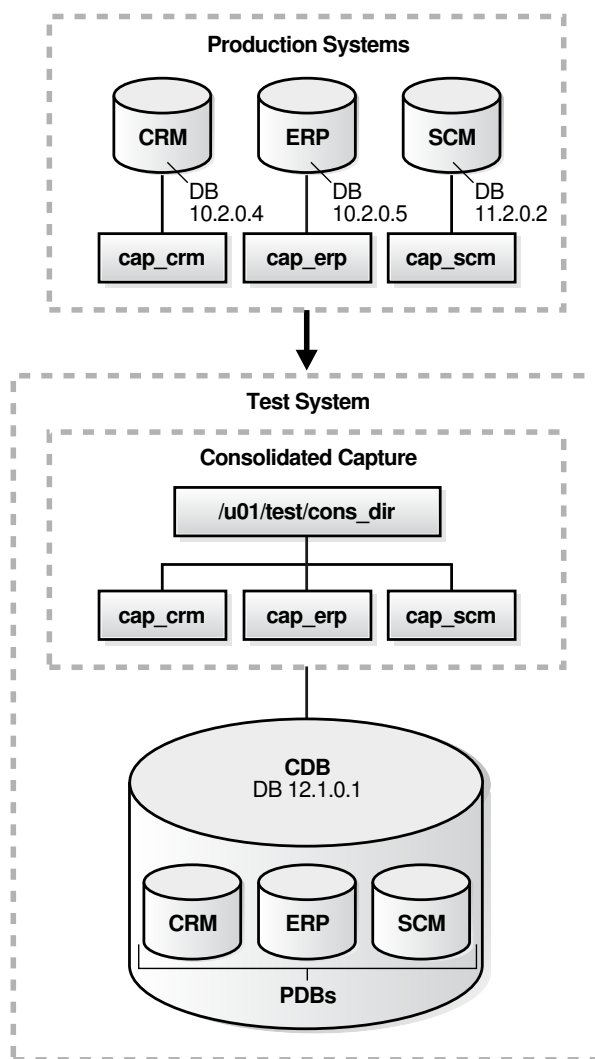 Production Systems
CRM
ERP
SCM
DB
10.2.0.4
DB
10.2.0.5
DB
11.2.0.2
cap_crm
cap_erp
cap_scm
Test System
Consolidated Capture
/u01/test/cons_dir
cap_crm
cap_erp
cap_scm
CDB
DB 12.1.0.1
CRM
ERP
SCM
PDBs